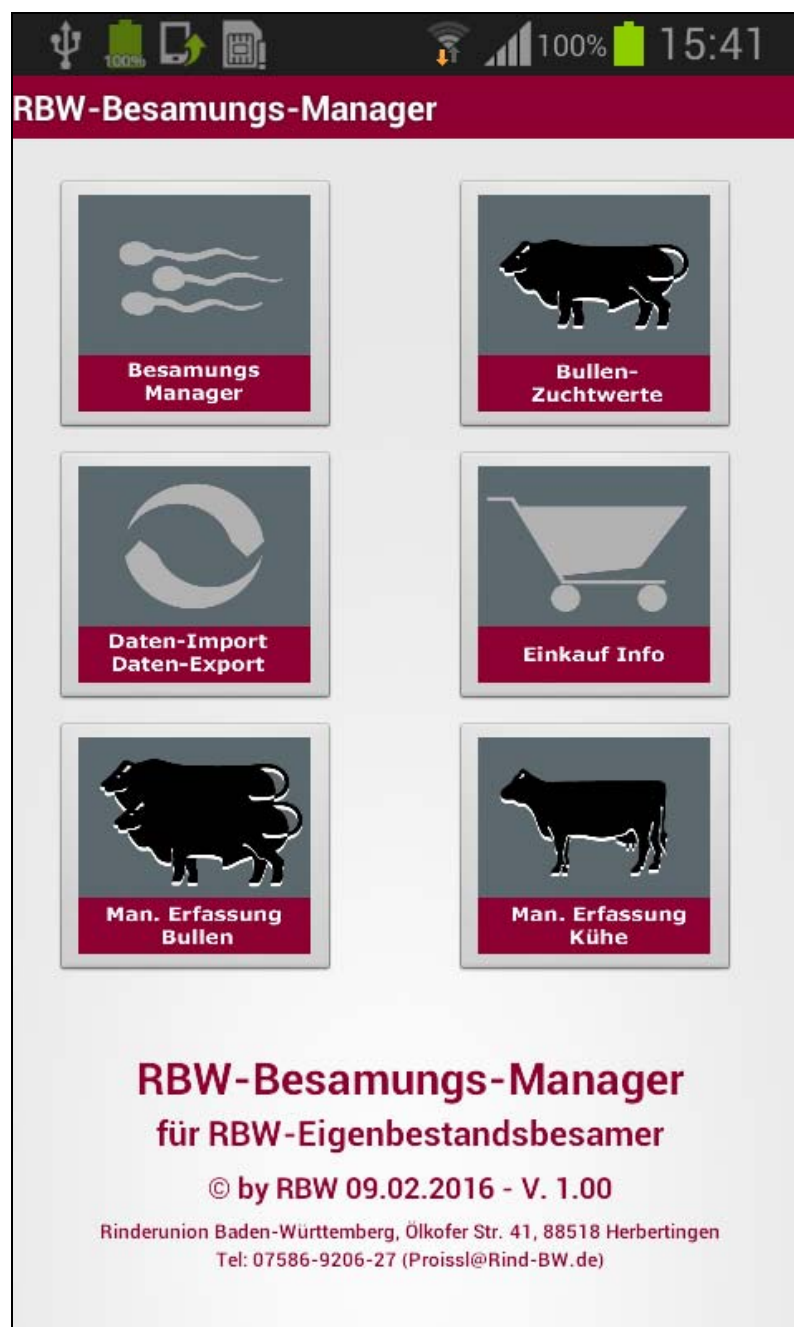 100%
100%
15:41
RBW-Besamungs-Manager
Besamungs
Manager
Bullen-
Zuchtwerte
Daten-Import
Daten-Export
Einkauf Info
Man. Erfassung
Bullen
Man. Erfassung
Kühe
RBW-Besamungs-Manager
für RBW-Eigenbestandsbesamer
© by RBW 09.02.2016 - V. 1.00
Rinderunion Baden-Württemberg, Ölkofer Str. 41, 88518 Herbertingen
Tel: 07586-9206-27 (Proissl@Rind-BW.de)